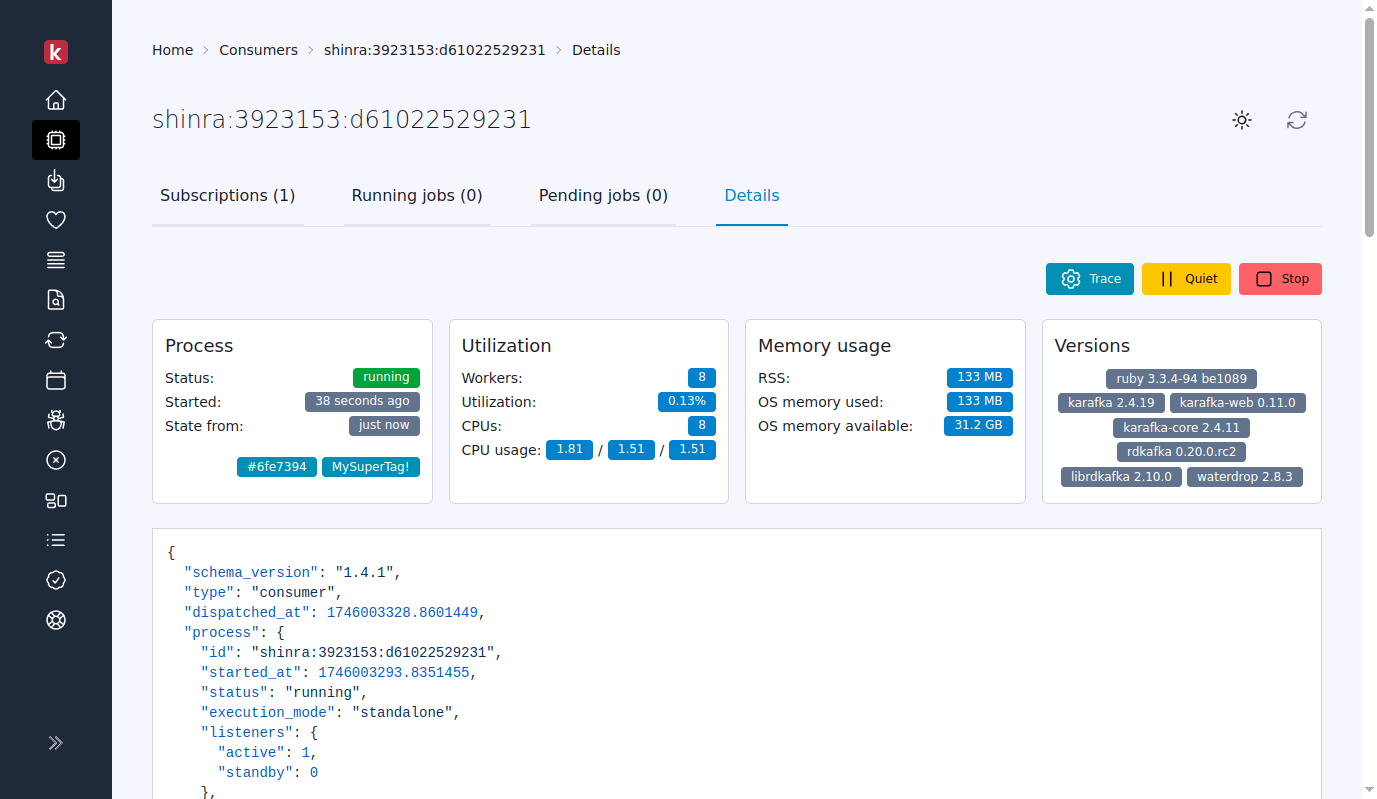 k
Home > Consumers > shinra:3923153:d61022529231 > Details
shinra:3923153:d61022529231
Subscriptions (1) Running jobs (0) Pending jobs (0) Details
Trace Quiet Stop
Process
Status: running
Started: 38 seconds ago
State from: just now
#6fe7394 MySuperTag!
Utilization
Workers: 8
Utilization: 0.13%
CPUs: 8
CPU usage: 1.81 / 1.51 / 1.51
Memory usage
RSS: 133 MB
OS memory used: 133 MB
OS memory available: 31.2 GB
Versions
ruby 3.3.4-94 be1089
karafka 2.4.19 karafka-web 0.11.0
karafka-core 2.4.11
rdkafka 0.20.0.rc2
librdkafka 2.10.0 waterdrop 2.8.3
{
  "schema_version": "1.4.1",
  "type": "consumer",
  "dispatched_at": 1746003328.8601449,
  "process": {
    "id": "shinra:3923153:d61022529231",
    "started_at": 1746003293.8351455,
    "status": "running",
    "execution_mode": "standalone",
    "listeners": {
      "active": 1,
      "standby": 0
    },